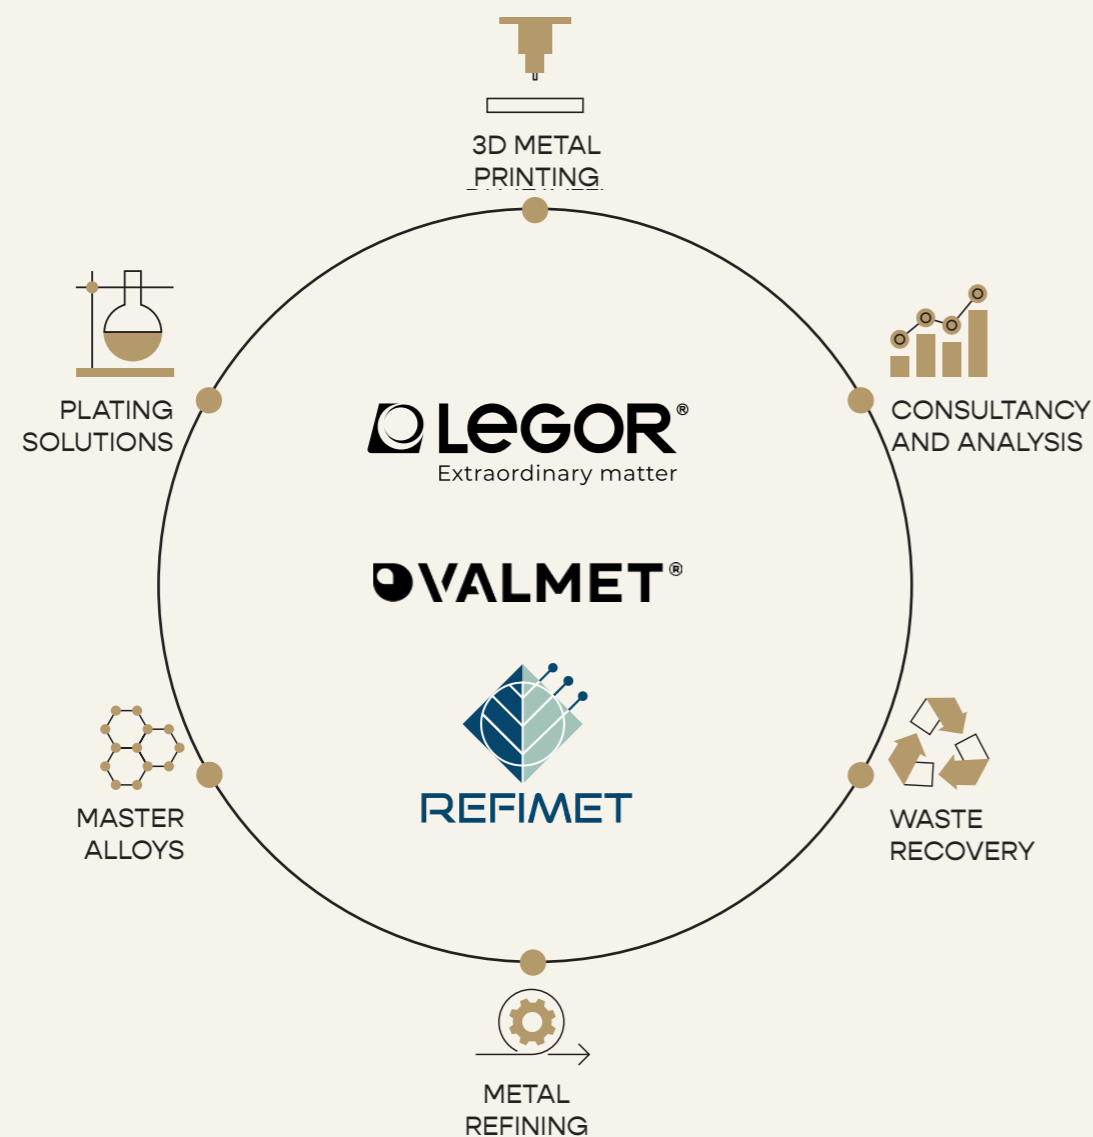 3D METAL
PRINTING
PLATING
SOLUTIONS
CONSULTANCY
AND ANALYSIS
LEGOR®
Extraordinary matter
VALMET®
REFIMET
MASTER
ALLOYS
WASTE
RECOVERY
METAL
REFINING